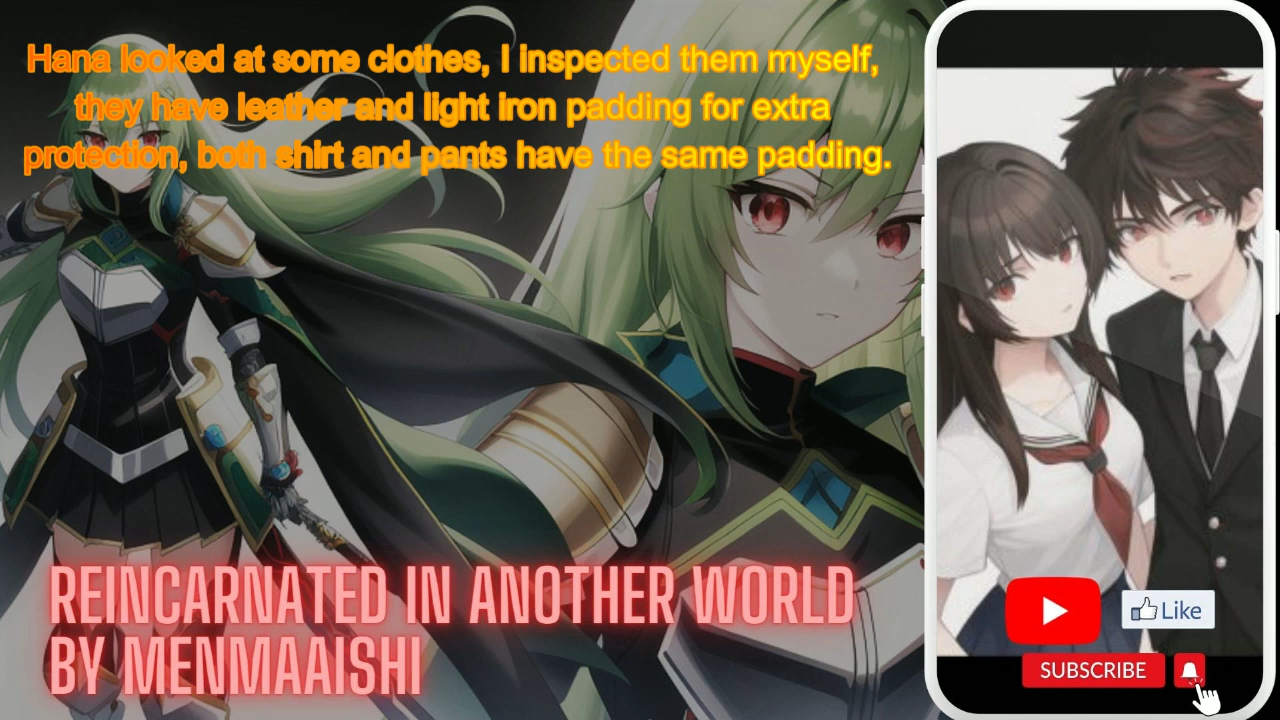 Hana looked at some clothes, I inspected them myself,
they have leather and light iron padding for extra
protection, both shirt and pants have the same padding.
REINCARNATED IN ANOTHER WORLD
BY MENMAAISHI
Like
SUBSCRIBE